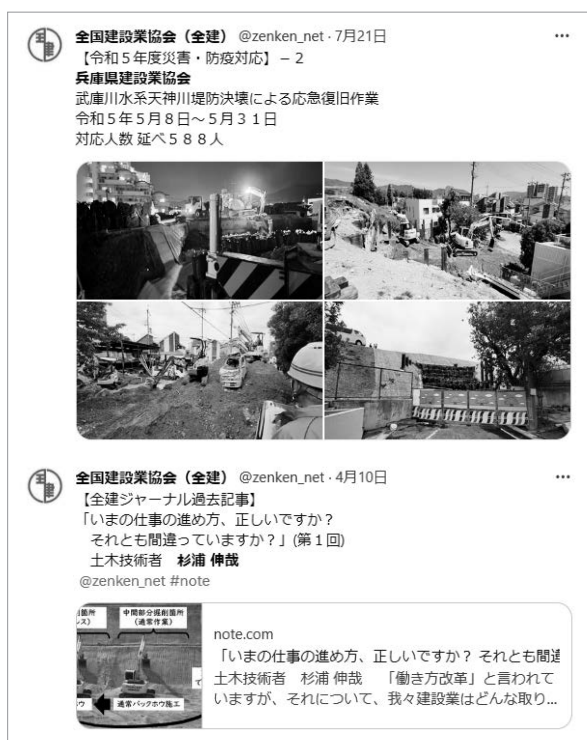 全国建設業協会（全建） @zenken_net · 7月21日
【令和５年度災害・防疫対応】－２
兵庫県建設業協会
武庫川水系天神川堤防決壊による応急復旧作業
令和５年５月８日～５月３１日
対応人数 延べ５８８人
全国建設業協会（全建） @zenken_net · 4月10日
【全建ジャーナル過去記事】
「いまの仕事の進め方、正しいですか？
それとも間違っていますか？」(第１回)
土木技術者　杉浦 伸哉
@zenken_net #note
中間部分掘削箇所
（通常作業）
通常バックホウ施工
note.com
「いまの仕事の進め方、正しいですか？ それとも間違
土木技術者　杉浦 伸哉　「働き方改革」と言われて
いますが、それについて、我々建設業はどんな取り...